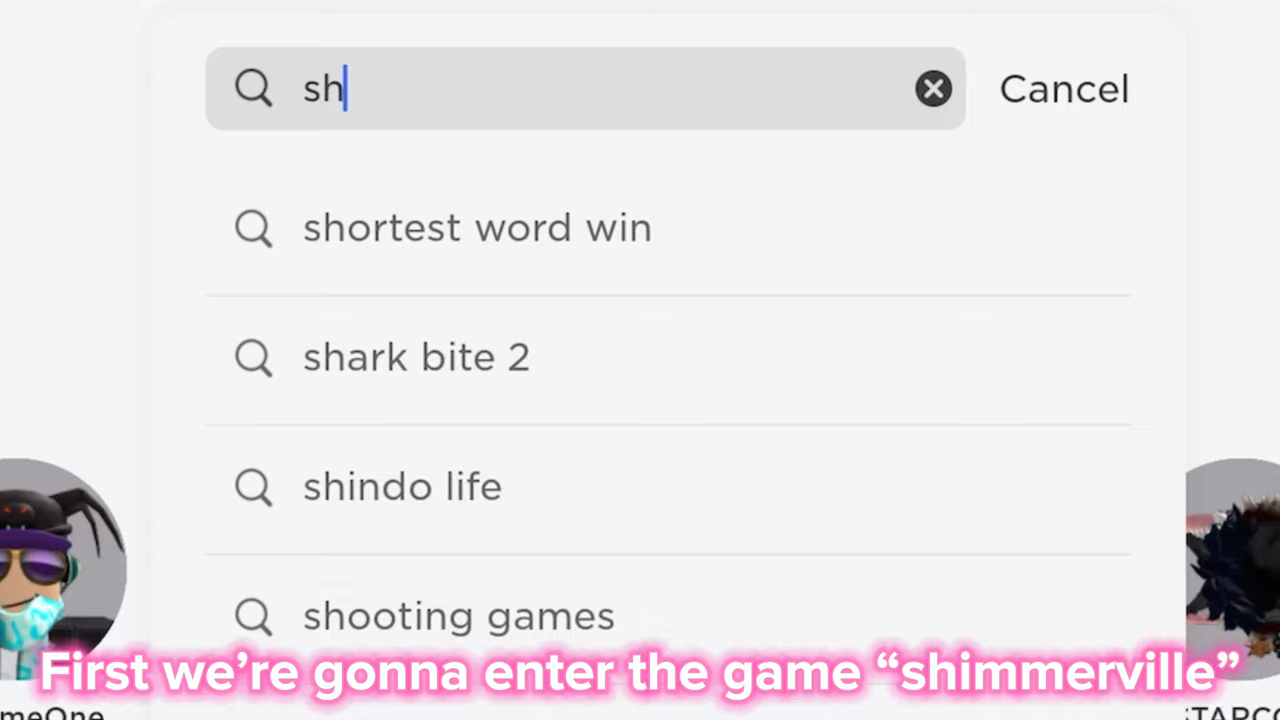 sh
Cancel
shortest word win
shark bite 2
shindo life
shooting games
First we’re gonna enter the game “shimmerville”
meOne